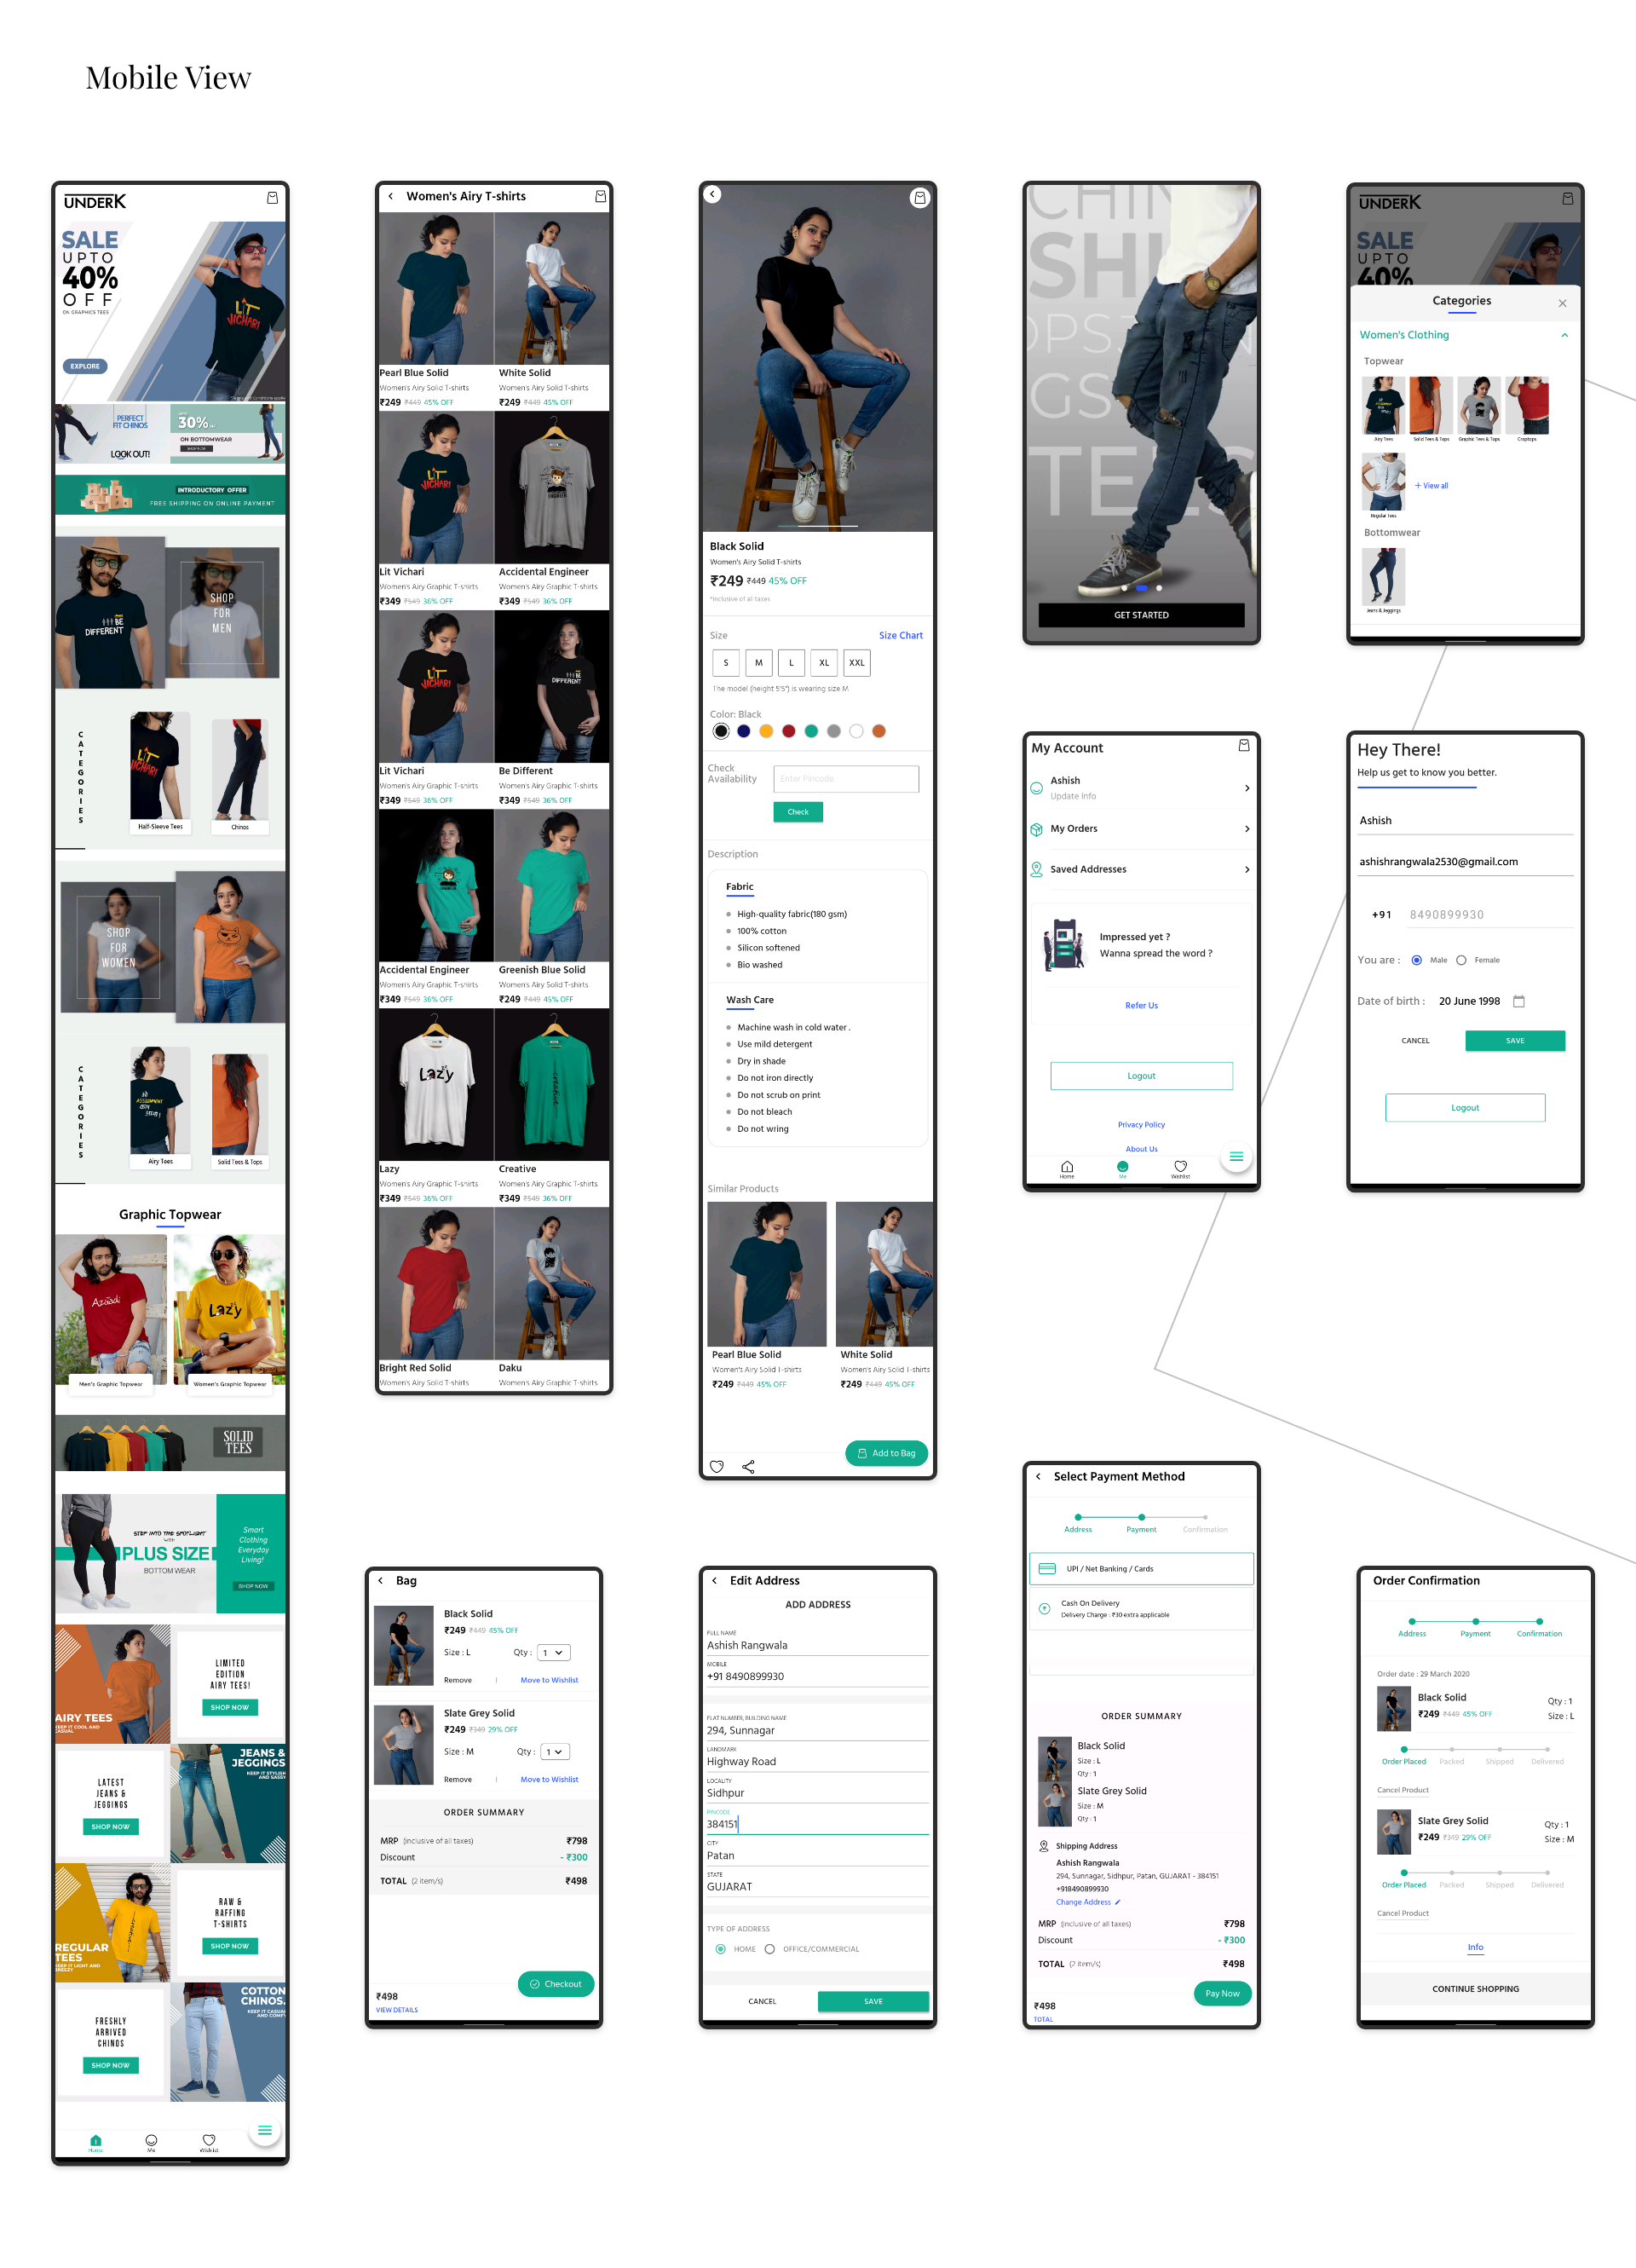 Mobile View
UNDERK
SALE
UPTO
40%
OFF
ON GRAPHICS TEES
EXPLORE
PERFECT
FIT CHINOS
LOOK OUT!
30%
ON BOTTOMWEAR
INTRODUCTORY OFFER
FREE SHIPPING ON ONLINE PAYMENT
BE
DIFFERENT
SHOP
FOR
MEN
CATEGORIES
Half-Sleeve Tees
Chinos
SHOP
FOR
WOMEN
CATEGORIES
Airy Tees
Solid Tees & Tops
Graphic Topwear
Azaadi
Lazy
Men's Graphic Topwear
Women's Graphic Topwear
SOLID
TEES
STEP INTO THE SPOTLIGHT
with
PLUS SIZE
BOTTOM WEAR
Smart
Clothing
Everyday
Living!
SHOP NOW
AIRY TEES
KEEP IT COOL AND
CASUAL
LIMITED
EDITION
AIRY TEES!
SHOP NOW
LATEST
JEANS &
JEGGINGS
SHOP NOW
JEANS &
JEGGINGS
KEEP IT STYLISH
AND SASSY
REGULAR
TEES
KEEP IT LIGHT AND
BREEZY
RAW &
RAFFING
T-SHIRTS
SHOP NOW
FRESHLY
ARRIVED
CHINOS
SHOP NOW
COTTON
CHINOS
KEEP IT CASUAL
AND COMFY
Home
Me
Wishlist
Women's Airy T-shirts
Pearl Blue Solid
Women's Airy Solid T-shirts
₹249 ₹449 45% OFF
White Solid
Women's Airy Solid T-shirts
₹249 ₹449 45% OFF
LIT
VICHARI
Lit Vichari
Women's Airy Graphic T-shirts
₹349 ₹549 36% OFF
Accidental Engineer
Women's Airy Graphic T-shirts
₹349 ₹549 36% OFF
LIT
VICHARI
BE
DIFFERENT
Lit Vichari
Women's Airy Graphic T-shirts
₹349 ₹549 36% OFF
Be Different
Women's Airy Graphic T-shirts
₹349 ₹549 36% OFF
Accidental Engineer
Women's Airy Graphic T-shirts
₹349 ₹549 36% OFF
Greenish Blue Solid
Women's Airy Solid T-shirts
₹249 ₹449 45% OFF
Lazy
creative
Lazy
Women's Airy Graphic T-shirts
₹349 ₹549 36% OFF
Creative
Women's Airy Graphic T-shirts
₹349 ₹549 36% OFF
Bright Red Solid
Women's Airy Solid T-shirts
Daku
Women's Airy Graphic T-shirts
Black Solid
Women's Airy Solid T-shirts
₹249 ₹449 45% OFF
*Inclusive of all taxes
Size
Size Chart
S M L XL XXL
The model (height 5'5") is wearing size M
Color: Black
Check
Availability
Enter Pincode
Check
Description
Fabric
High-quality fabric(180 gsm)
100% cotton
Silicon softened
Bio washed
Wash Care
Machine wash in cold water .
Use mild detergent
Dry in shade
Do not iron directly
Do not scrub on print
Do not bleach
Do not wring
Similar Products
Pearl Blue Solid
Women's Airy Solid T-shirts
₹249 ₹449 45% OFF
White Solid
Women's Airy Solid T-shirts
₹249 ₹449 45% OFF
Add to Bag
GET STARTED
UNDERK
SALE
UPTO
40%
Categories
Women's Clothing
Topwear
Airy Tees
Solid Tees & Tops
Graphic Tees & Tops
Croptops
Regular Tees
+ View all
Bottomwear
Jeans & Jeggings
My Account
Ashish
Update Info
My Orders
Saved Addresses
Impressed yet ?
Wanna spread the word ?
Refer Us
Logout
Privacy Policy
About Us
Home
Me
Wishlist
Hey There!
Help us get to know you better.
Ashish
ashishrangwala2530@gmail.com
+91 8490899930
You are : Male Female
Date of birth : 20 June 1998
CANCEL
SAVE
Logout
Bag
Black Solid
₹249 ₹449 45% OFF
Size : L Qty : 1
Remove | Move to Wishlist
Slate Grey Solid
₹249 ₹349 29% OFF
Size : M Qty : 1
Remove | Move to Wishlist
ORDER SUMMARY
MRP (inclusive of all taxes) ₹798
Discount - ₹300
TOTAL (2 item/s) ₹498
Checkout
₹498
VIEW DETAILS
Edit Address
ADD ADDRESS
FULL NAME
Ashish Rangwala
MOBILE
+91 8490899930
FLAT NUMBER, BUILDING NAME
294, Sunnagar
LANDMARK
Highway Road
LOCALITY
Sidhpur
PINCODE
384151
CITY
Patan
STATE
GUJARAT
TYPE OF ADDRESS
HOME OFFICE/COMMERCIAL
CANCEL
SAVE
Select Payment Method
Address Payment Confirmation
UPI / Net Banking / Cards
Cash On Delivery
Delivery Charge : ₹30 extra applicable
ORDER SUMMARY
Black Solid
Size : L
Qty : 1
Slate Grey Solid
Size : M
Qty : 1
Shipping Address
Ashish Rangwala
294, Sunnagar, Sidhpur, Patan, GUJARAT - 384151
+918490899930
Change Address
MRP (inclusive of all taxes) ₹798
Discount - ₹300
TOTAL (2 item/s) ₹498
Pay Now
₹498
TOTAL
Order Confirmation
Address Payment Confirmation
Order date : 29 March 2020
Black Solid
₹249 ₹449 45% OFF
Qty : 1
Size : L
Order Placed Packed Shipped Delivered
Cancel Product
Slate Grey Solid
₹249 ₹349 29% OFF
Qty : 1
Size : M
Order Placed Packed Shipped Delivered
Cancel Product
Info
CONTINUE SHOPPING